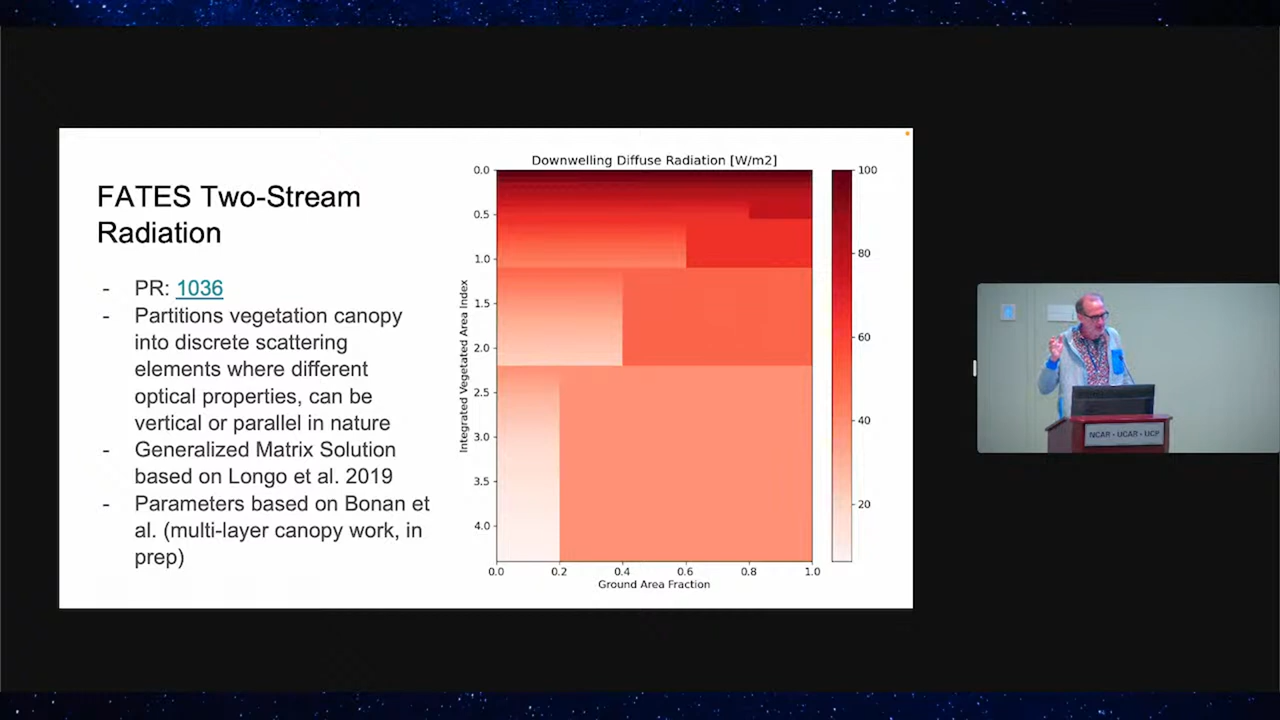 FATES Two-Stream
Radiation
- PR: 1036
- Partitions vegetation canopy
into discrete scattering
elements where different
optical properties, can be
vertical or parallel in nature
- Generalized Matrix Solution
based on Longo et al. 2019
- Parameters based on Bonan et
al. (multi-layer canopy work, in
prep)
Downwelling Diffuse Radiation [W/m2]
Integrated Vegetated Area Index
0.0
0.5
1.0
1.5
2.0
2.5
3.0
3.5
4.0
0.0 0.2 0.4 0.6 0.8 1.0
Ground Area Fraction
100
80
60
40
20
NCAR - UCAR - UCP